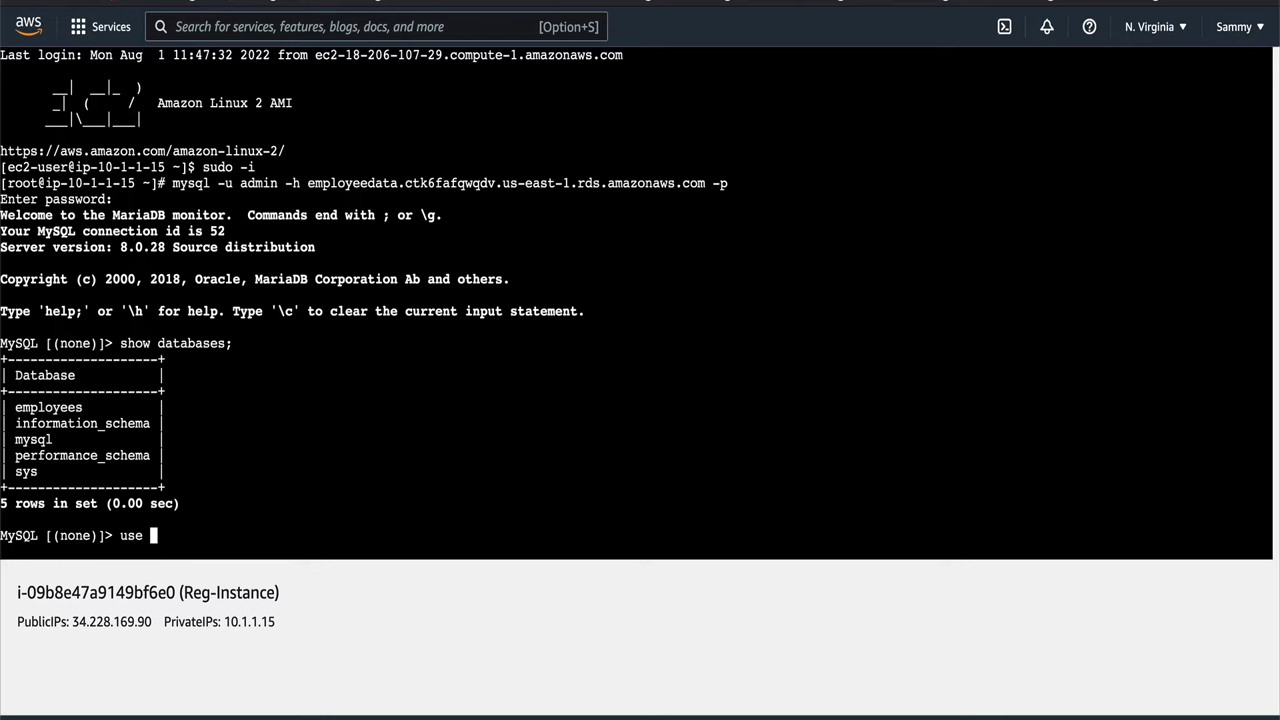 aws
Services
Search for services, features, blogs, docs, and more
[Option+S]
N. Virginia ▼
Sammy ▼
Last login: Mon Aug  1 11:47:32 2022 from ec2-18-206-107-29.compute-1.amazonaws.com
       __|  __|_  )
       _|  (     /   Amazon Linux 2 AMI
      ___|\___|___|
https://aws.amazon.com/amazon-linux-2/
[ec2-user@ip-10-1-1-15 ~]$ sudo -i
[root@ip-10-1-1-15 ~]# mysql -u admin -h employeedata.ctk6fafqwqdv.us-east-1.rds.amazonaws.com -p
Enter password:
Welcome to the MariaDB monitor.  Commands end with ; or \g.
Your MySQL connection id is 52
Server version: 8.0.28 Source distribution
Copyright (c) 2000, 2018, Oracle, MariaDB Corporation Ab and others.
Type 'help;' or '\h' for help. Type '\c' to clear the current input statement.
MySQL [(none)]> show databases;
+--------------------+
| Database           |
+--------------------+
| employees          |
| information_schema |
| mysql              |
| performance_schema |
| sys                |
+--------------------+
5 rows in set (0.00 sec)
MySQL [(none)]> use
i-09b8e47a9149bf6e0 (Reg-Instance)
PublicIPs: 34.228.169.90    PrivateIPs: 10.1.1.15